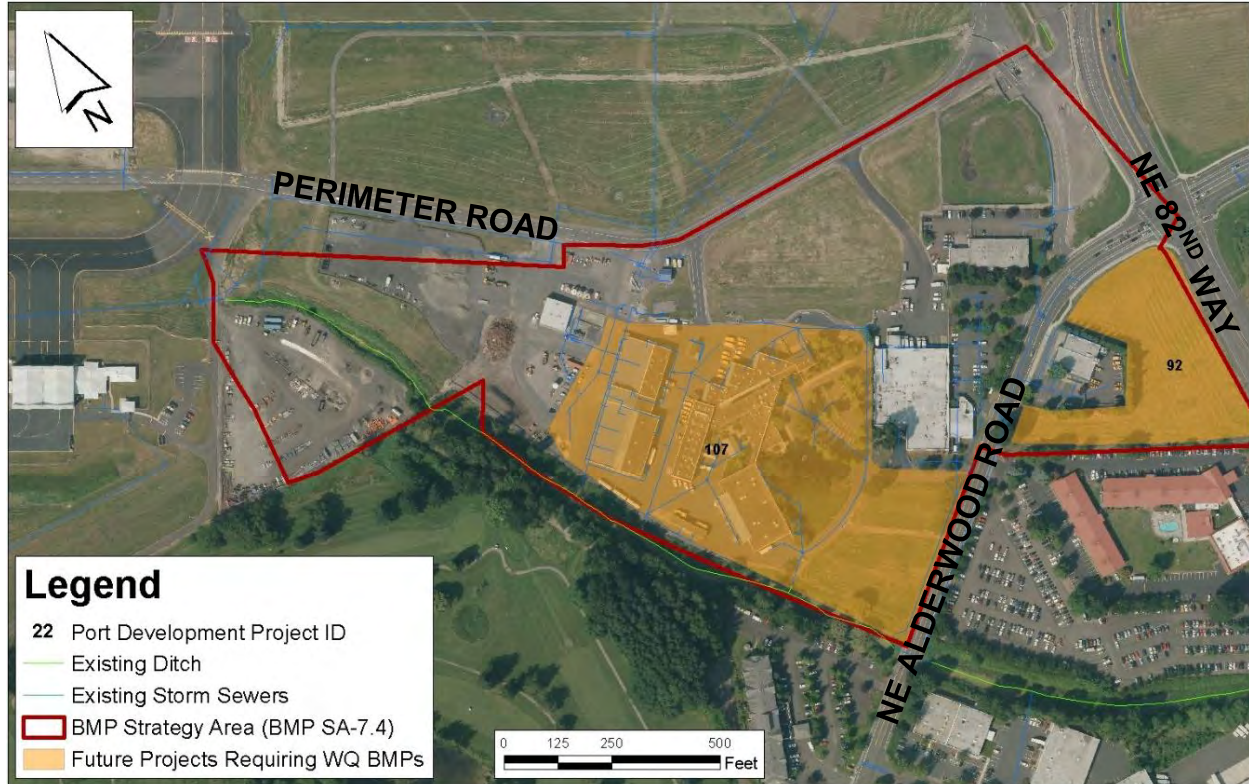 N
PERIMETER ROAD
NE 82ND WAY
92
107
NE ALDERWOOD ROAD
Legend
22 Port Development Project ID
Existing Ditch
Existing Storm Sewers
BMP Strategy Area (BMP SA-7.4)
Future Projects Requiring WQ BMPs
0 125 250 500
Feet